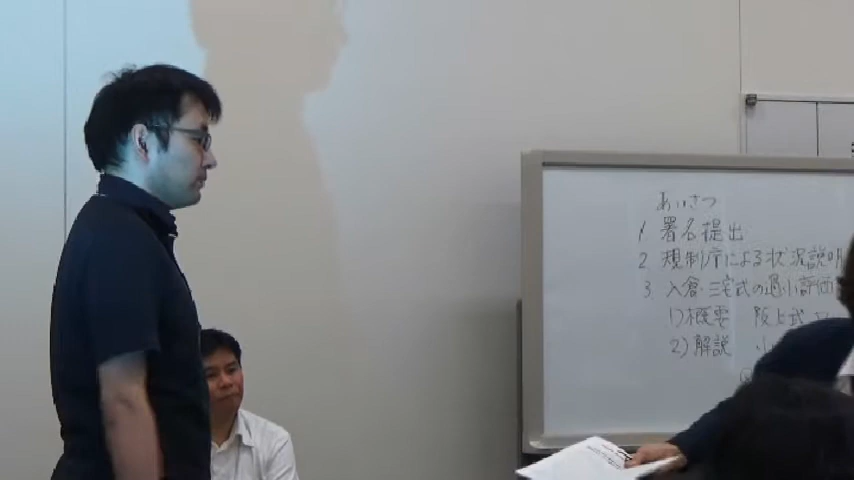 あいさつ
1 署名提出
2 規制庁による状況説明
3. 入倉・三宅式の過小評価
1) 概要
2) 解説